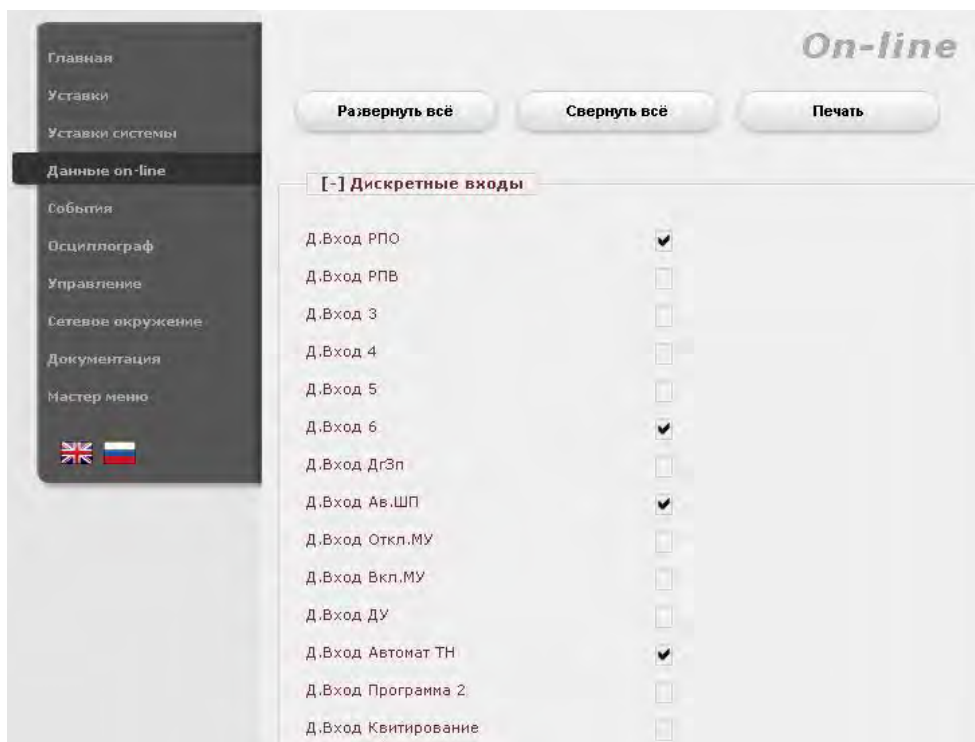 Главная
Уставки
Уставки системы
Данные on-line
События
Осциллограф
Управление
Сетевое окружение
Документация
Мастер меню
On-line
Развернуть всё
Свернуть всё
Печать
[-] Дискретные входы
Д.Вход РПО
Д.Вход РПВ
Д.Вход 3
Д.Вход 4
Д.Вход 5
Д.Вход 6
Д.Вход ДгЗп
Д.Вход Ав.ШП
Д.Вход Откл.МУ
Д.Вход Вкл.МУ
Д.Вход ДУ
Д.Вход Автомат ТН
Д.Вход Программа 2
Д.Вход Квитирование